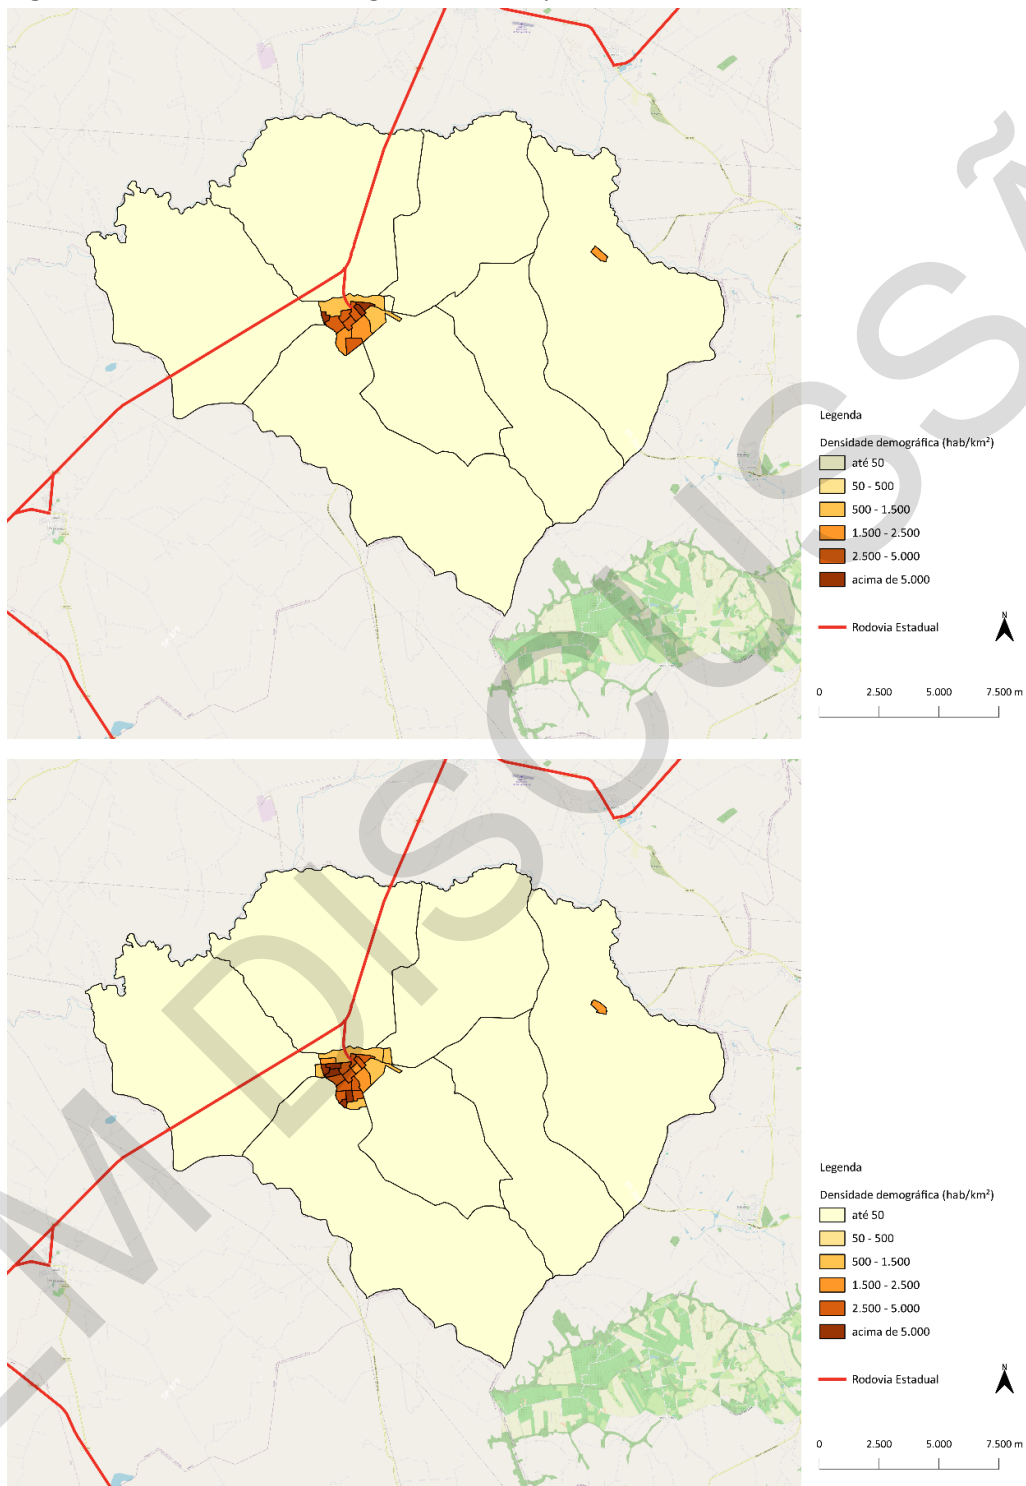 Legenda
Densidade demográfica (hab/km²)
até 50
50 - 500
500 - 1.500
1.500 - 2.500
2.500 - 5.000
acima de 5.000
Rodovia Estadual
N
0 2.500 5.000 7.500 m
Legenda
Densidade demográfica (hab/km²)
até 50
50 - 500
500 - 1.500
1.500 - 2.500
2.500 - 5.000
acima de 5.000
Rodovia Estadual
N
0 2.500 5.000 7.500 m
EM DISCUSSÃ